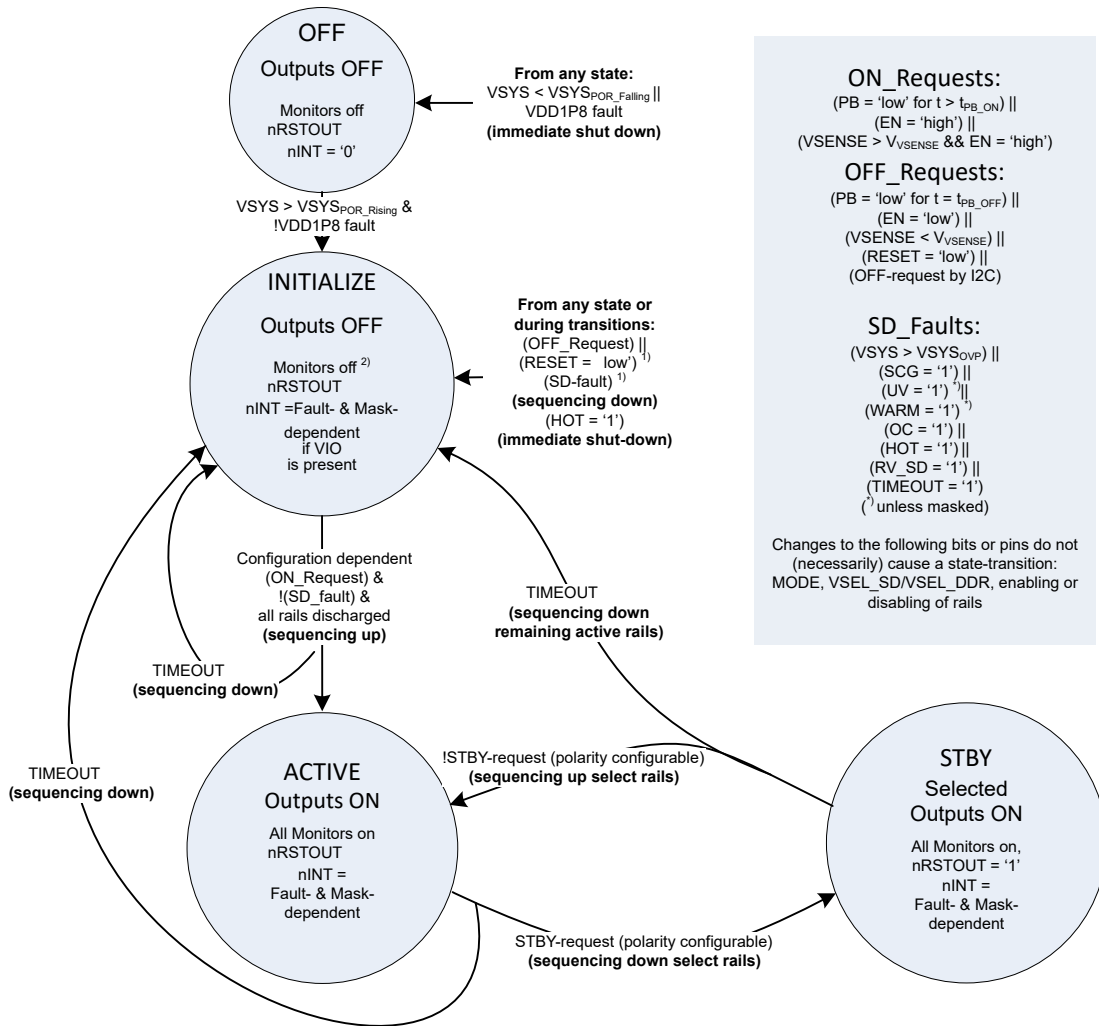 OFF
Outputs OFF
Monitors off
nRSTOUT
nINT = ‘0’
From any state:
VSYS < VSYSPOR_Falling ||
VDD1P8 fault
(immediate shut down)
VSYS > VSYSPOR_Rising &
!VDD1P8 fault
INITIALIZE
Outputs OFF
Monitors off 2)
nRSTOUT
nINT =Fault- & Mask-
dependent
if VIO
is present
From any state or
during transitions:
(OFF_Request) ||
(RESET = low’) 1)
(SD-fault) 1)
(sequencing down)
(HOT = ‘1’)
(immediate shut-down)
Configuration dependent
(ON_Request) &
!(SD_fault) &
all rails discharged
(sequencing up)
TIMEOUT
(sequencing down)
TIMEOUT
(sequencing down
remaining active rails)
TIMEOUT
(sequencing down)
ACTIVE
Outputs ON
All Monitors on
nRSTOUT
nINT =
Fault- & Mask-
dependent
!STBY-request (polarity configurable)
(sequencing up select rails)
STBY-request (polarity configurable)
(sequencing down select rails)
STBY
Selected
Outputs ON
All Monitors on,
nRSTOUT = ‘1’
nINT =
Fault- & Mask-
dependent
ON_Requests:
(PB = ‘low’ for t > tPB_ON) ||
(EN = ‘high’) ||
(VSENSE > VVSENSE && EN = ‘high’)
OFF_Requests:
(PB = ‘low’ for t = tPB_OFF) ||
(EN = ‘low’) ||
(VSENSE < VVSENSE) ||
(RESET = ‘low’) ||
(OFF-request by I2C)
SD_Faults:
(VSYS > VSYSOVP) ||
(SCG = ‘1’) ||
(UV = ‘1’) *)||
(WARM = ‘1’) *)
(OC = ‘1’) ||
(HOT = ‘1’) ||
(RV_SD = ‘1’) ||
(TIMEOUT = ‘1’)
(*) unless masked)
Changes to the following bits or pins do not
(necessarily) cause a state-transition:
MODE, VSEL_SD/VSEL_DDR, enabling or
disabling of rails